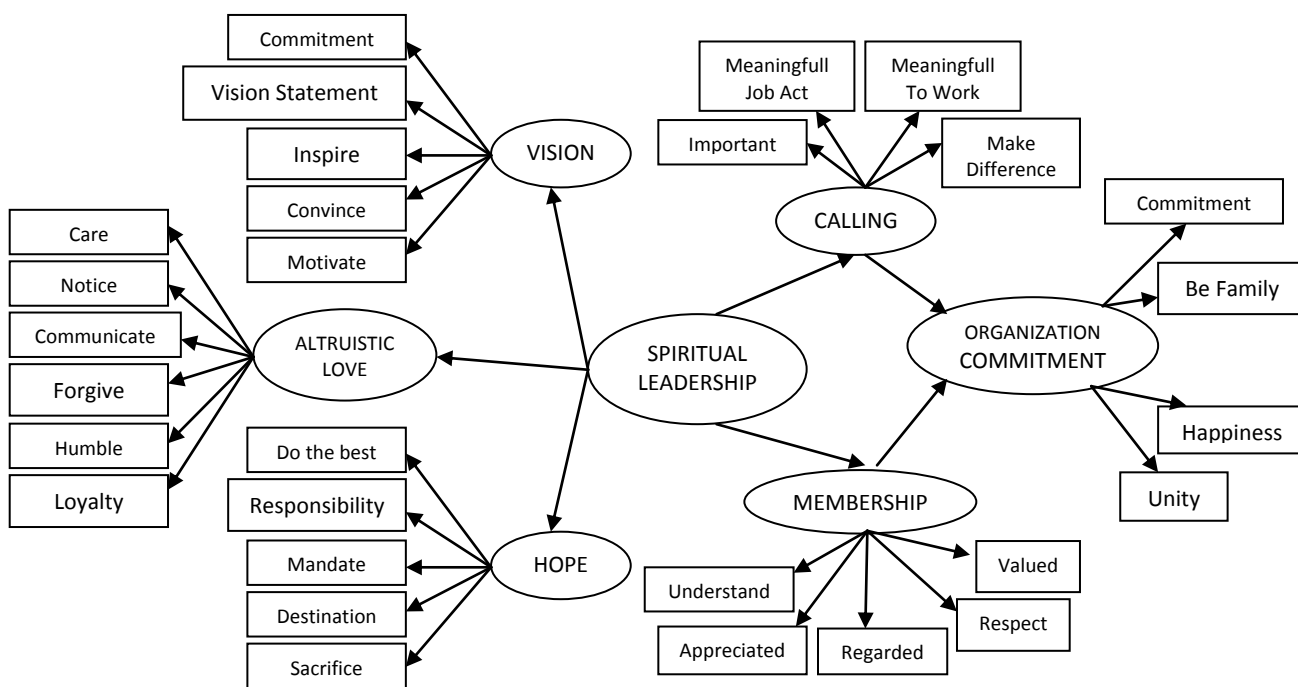 Commitment
Vision Statement
Inspire
Convince
Motivate
VISION
Meaningfull
Job Act
Meaningfull
To Work
Important
Make
Difference
CALLING
Commitment
Be Family
Happiness
Unity
ORGANIZATION
COMMITMENT
Care
Notice
Communicate
Forgive
Humble
Loyalty
ALTRUISTIC
LOVE
SPIRITUAL
LEADERSHIP
Do the best
Responsibility
Mandate
Destination
Sacrifice
HOPE
MEMBERSHIP
Understand
Appreciated
Regarded
Respect
Valued